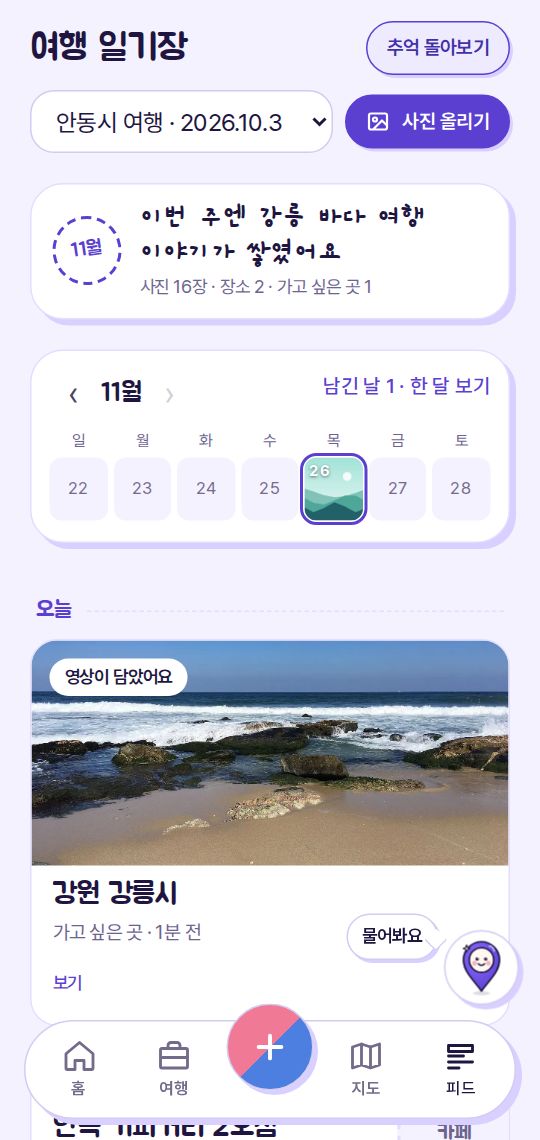 여행 일기장
추억 돌아보기
안동시 여행 · 2026.10.3
사진 올리기
11월
이번 주엔 강릉 바다 여행
이야기가 쌓였어요
사진 16장 · 장소 2 · 가고 싶은 곳 1
‹ 11월 ›
남긴 날 1 · 한 달 보기
일 월 화 수 목 금 토
22 23 24 25 26 27 28
오늘
영상이 담았어요
강원 강릉시
가고 싶은 곳 · 1분 전
물어봐요
보기
홈 여행 + 지도 피드
카페